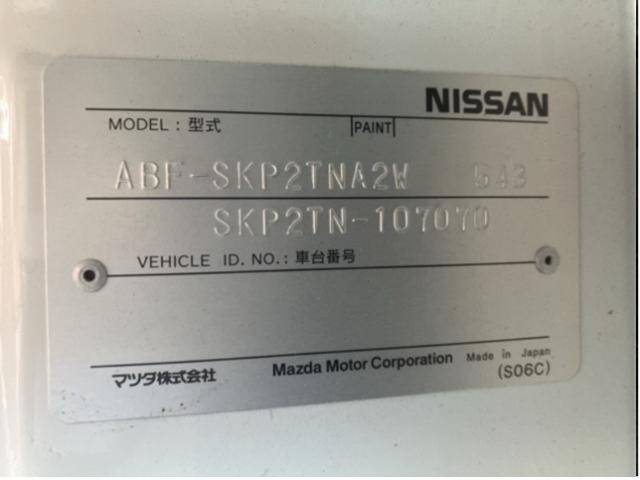 NISSAN
MODEL : 型式 PAINT
ABF-SKP2TNA2W 543
SKP2TN-107070
VEHICLE ID. NO. : 車台番号
マツダ株式会社 Mazda Motor Corporation Made in Japan
(S06C)